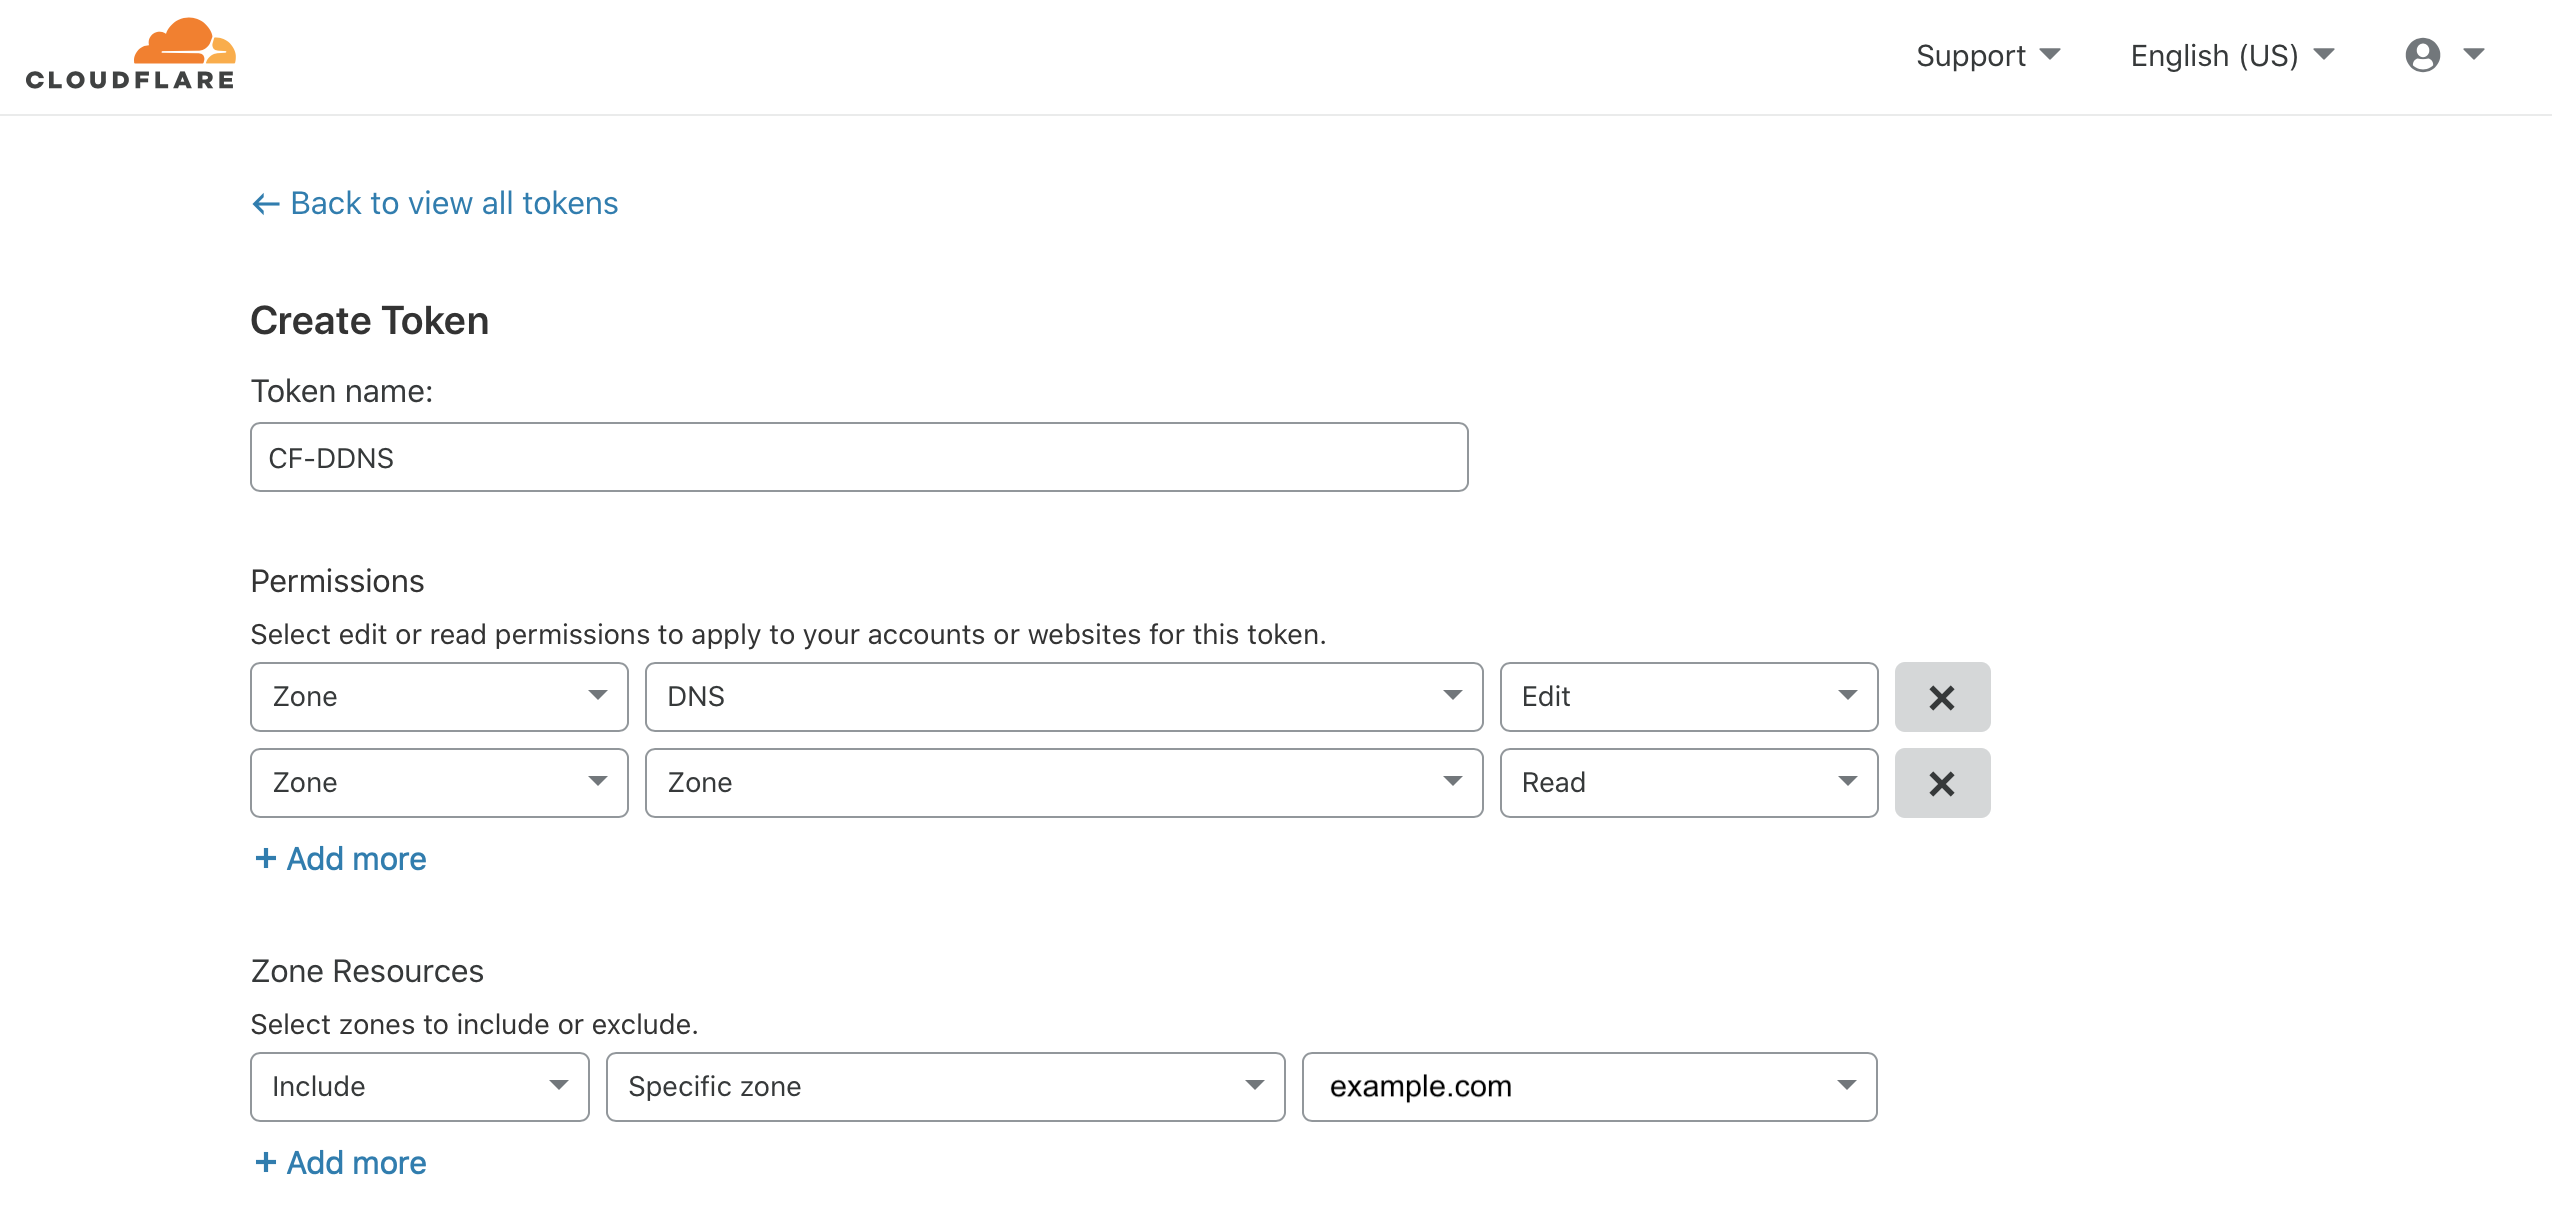 CLOUDFLARE
Support
English (US)
← Back to view all tokens
Create Token
Token name:
CF-DDNS
Permissions
Select edit or read permissions to apply to your accounts or websites for this token.
Zone DNS Edit
Zone Zone Read
+ Add more
Zone Resources
Select zones to include or exclude.
Include Specific zone example.com
+ Add more